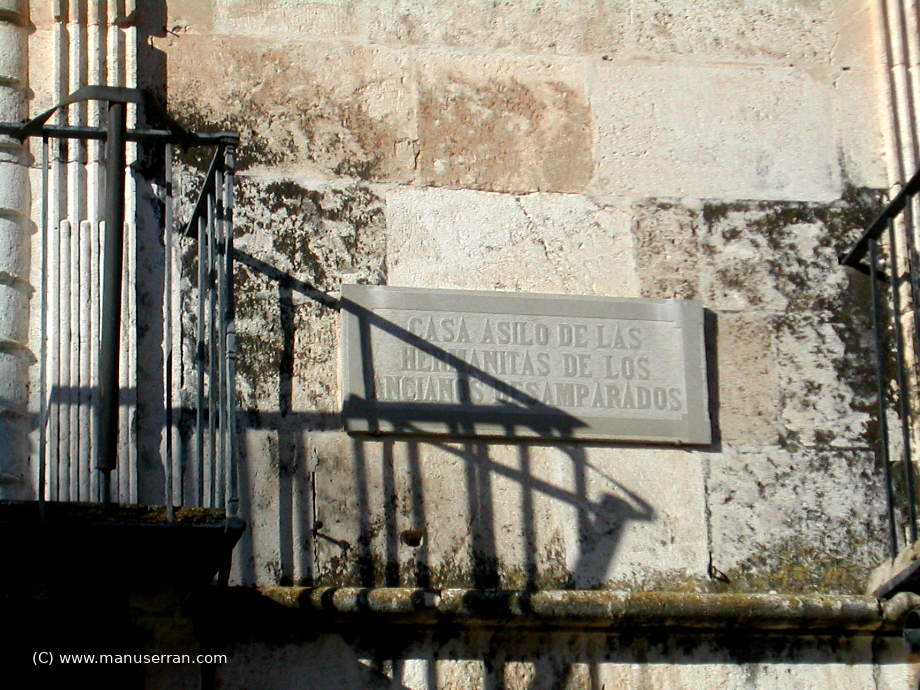 CASA ASILO DE LAS
HERMANITAS DE LOS
ANCIANOS DESAMPARADOS
(C) www.manuserran.com